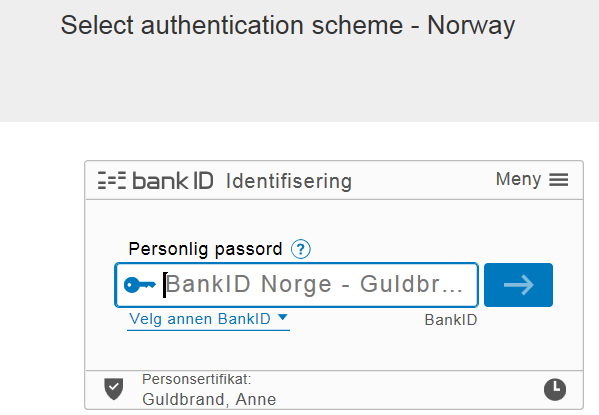 Select authentication scheme - Norway
bank ID Identifisering Meny
Personlig passord ?
BankID Norge - Guldbr...
Velg annen BankID BankID
Personsertifikat:
Guldbrand, Anne